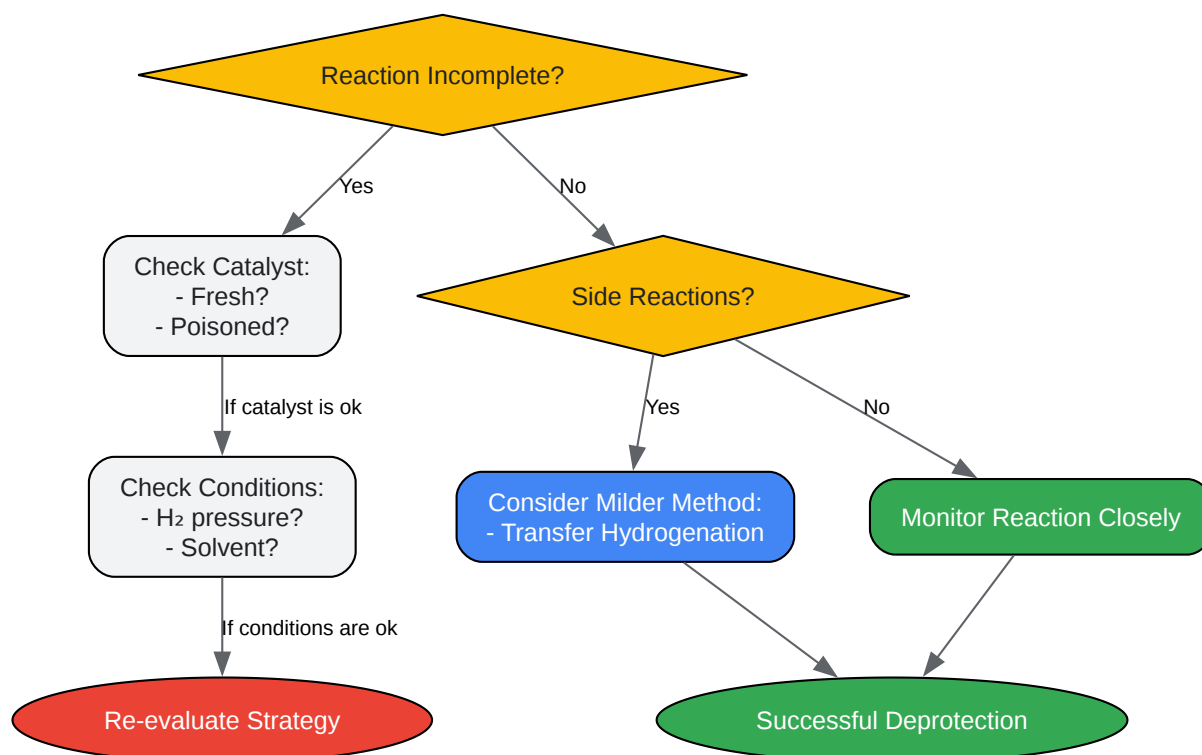 Reaction Incomplete?
Yes
No
Check Catalyst:
- Fresh?
- Poisoned?
Side Reactions?
If catalyst is ok
Yes
No
Check Conditions:
- H₂ pressure?
- Solvent?
Consider Milder Method:
- Transfer Hydrogenation
Monitor Reaction Closely
If conditions are ok
Re-evaluate Strategy
Successful Deprotection